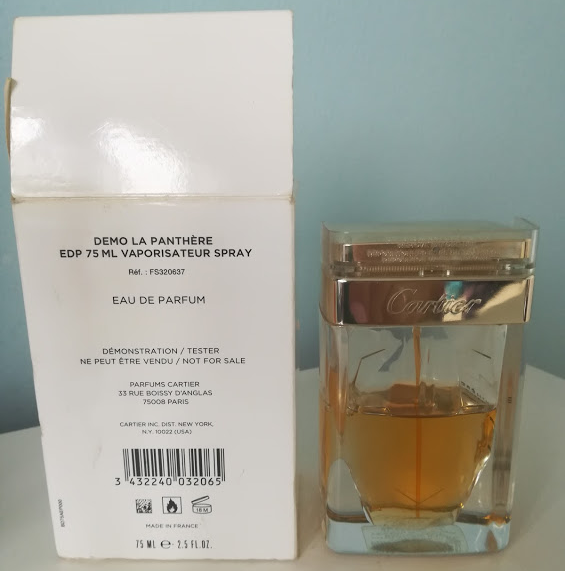 DEMO LA PANTHÈRE
EDP 75 ML VAPORISATEUR SPRAY
Réf. : FS320637
EAU DE PARFUM
DÉMONSTRATION / TESTER
NE PEUT ÊTRE VENDU / NOT FOR SALE
PARFUMS CARTIER
33 RUE BOISSY D'ANGLAS
75008 PARIS
CARTIER INC. DIST. NEW YORK,
N.Y. 10022 (USA)
3 432240 032065
18 M
MADE IN FRANCE
75 ML e 2.5 FL.OZ.
Cartier